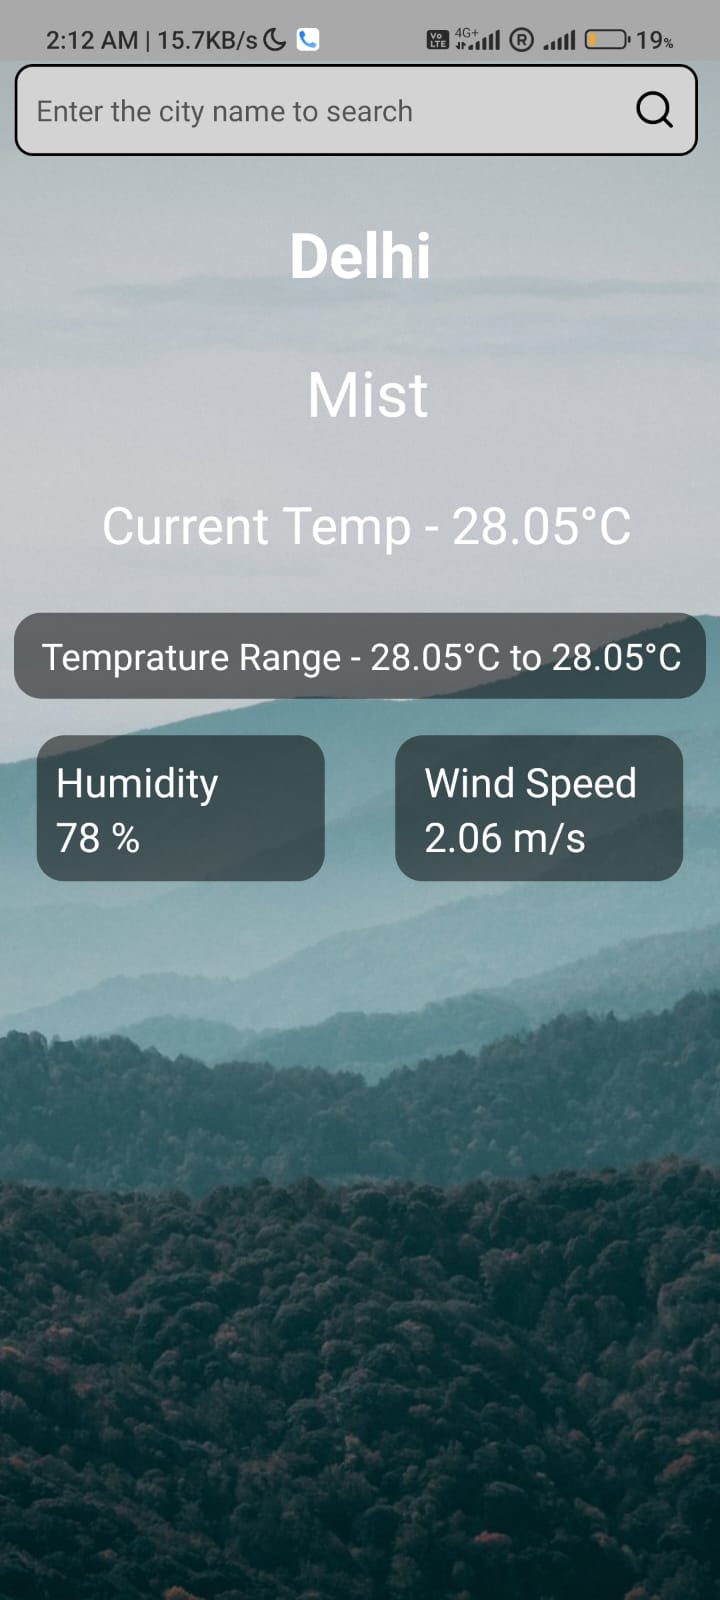 2:12 AM | 15.7KB/s Vo LTE 4G+ R 19%
Enter the city name to search
Delhi
Mist
Current Temp - 28.05°C
Temprature Range - 28.05°C to 28.05°C
Humidity
78 %
Wind Speed
2.06 m/s